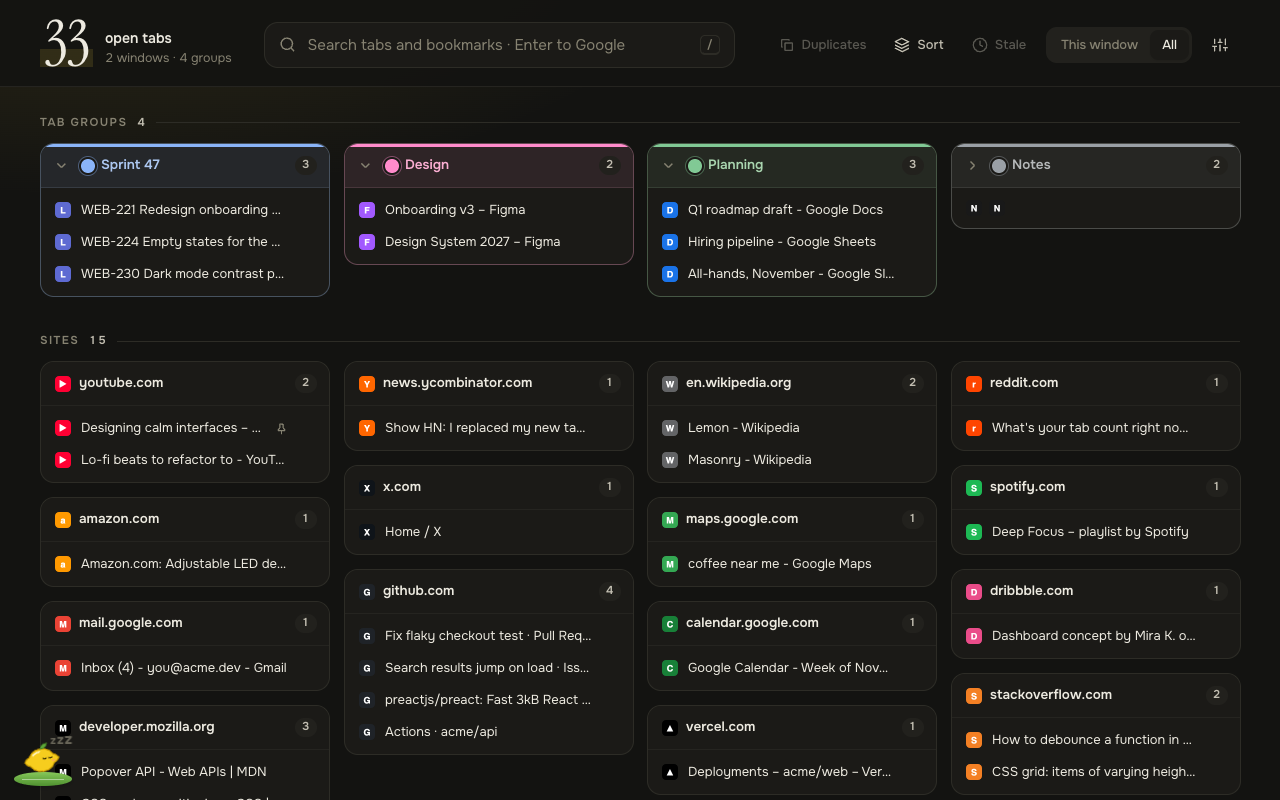 33
open tabs
2 windows · 4 groups
Search tabs and bookmarks · Enter to Google
/
Duplicates
Sort
Stale
This window
All
TAB GROUPS 4
Sprint 47 3
L WEB-221 Redesign onboarding ...
L WEB-224 Empty states for the ...
L WEB-230 Dark mode contrast p...
Design 2
F Onboarding v3 – Figma
F Design System 2027 – Figma
Planning 3
D Q1 roadmap draft - Google Docs
D Hiring pipeline - Google Sheets
D All-hands, November - Google Sl...
Notes 2
N N
SITES 15
youtube.com 2
Designing calm interfaces – ...
Lo-fi beats to refactor to - YouT...
a amazon.com 1
a Amazon.com: Adjustable LED de...
M mail.google.com 1
M Inbox (4) - you@acme.dev - Gmail
M developer.mozilla.org 3
zzZ
M Popover API - Web APIs | MDN
Y news.ycombinator.com 1
Y Show HN: I replaced my new ta...
X x.com 1
X Home / X
G github.com 4
G Fix flaky checkout test · Pull Req...
G Search results jump on load · Iss...
G preactjs/preact: Fast 3kB React ...
G Actions · acme/api
W en.wikipedia.org 2
W Lemon - Wikipedia
W Masonry - Wikipedia
M maps.google.com 1
M coffee near me - Google Maps
C calendar.google.com 1
C Google Calendar - Week of Nov...
▲ vercel.com 1
▲ Deployments – acme/web – Ver...
r reddit.com 1
r What's your tab count right no...
S spotify.com 1
S Deep Focus – playlist by Spotify
D dribbble.com 1
D Dashboard concept by Mira K. o...
S stackoverflow.com 2
S How to debounce a function in ...
S CSS grid: items of varying heigh...